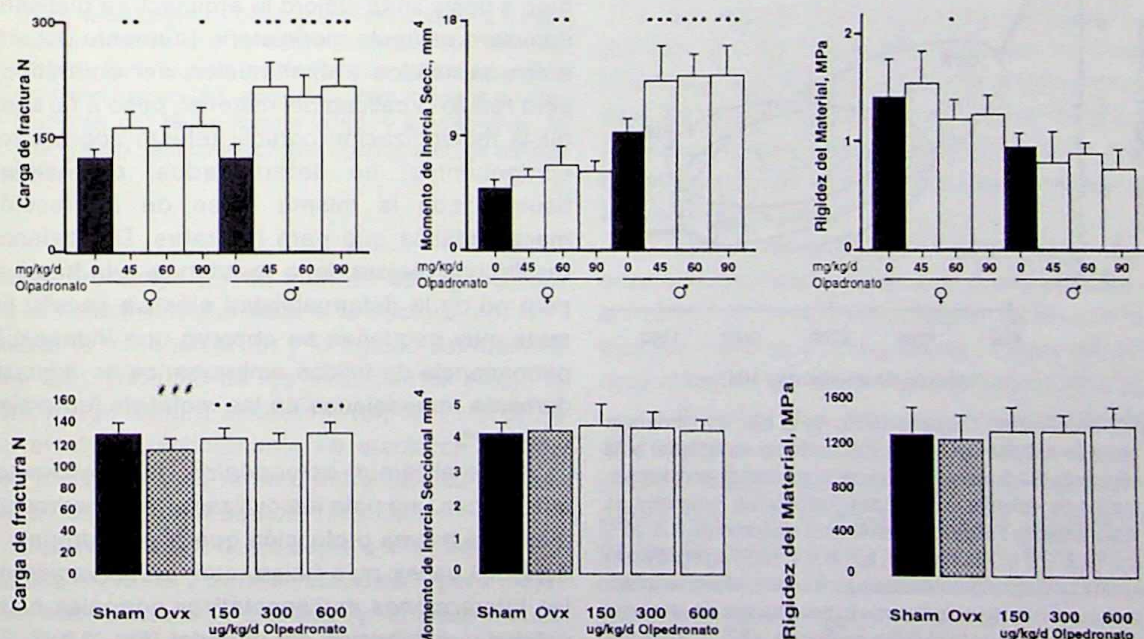 Carga de fractura N
300
150
0
mg/kg/d 0 45 60 90 0 45 60 90
Olpadronato ♀ ♂
Momento de Inercia Sec., mm 4
18
9
0
mg/kg/d 0 45 60 90 0 45 60 90
Olpadronato ♀ ♂
Rigidez del Material, MPa
2
1
0
mg/kg/d 0 45 60 90 0 45 60 90
Olpadronato ♀ ♂
Carga de fractura N
160
140
120
100
80
60
40
20
0
Sham Ovx 150 300 600
ug/kg/d Olpedronato
Momento de Inercia Seccional mm 4
5
4
3
2
1
0
Sham Ovx 150 300 600
ug/kg/d Olpedronato
Rigidez del Material, MPa
1600
1200
800
400
0
Sham Ovx 150 300 600
ug/kg/d Olpedronato